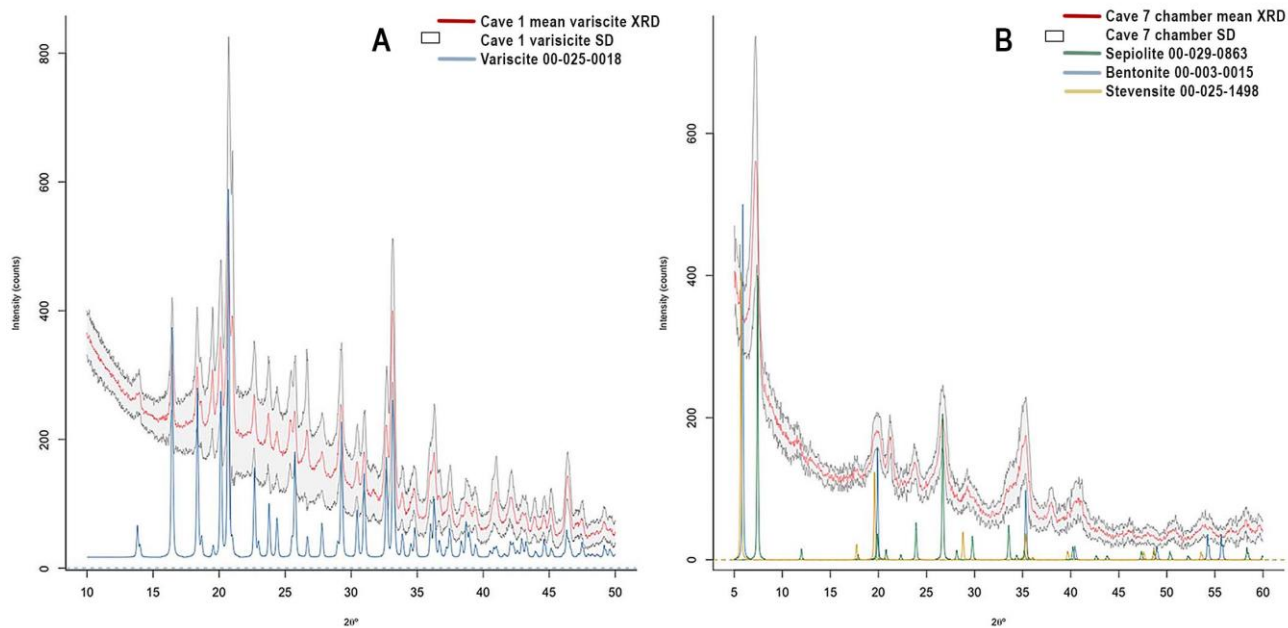 A
Cave 1 mean variscite XRD
Cave 1 varisicite SD
Variscite 00-025-0018
Intensity (counts)
800
600
400
200
0
10 15 20 25 30 35 40 45 50
2θº
B
Cave 7 chamber mean XRD
Cave 7 chamber SD
Sepiolite 00-029-0863
Bentonite 00-003-0015
Stevensite 00-025-1498
Intensity (counts)
600
400
200
0
5 10 15 20 25 30 35 40 45 50 55 60
2θº